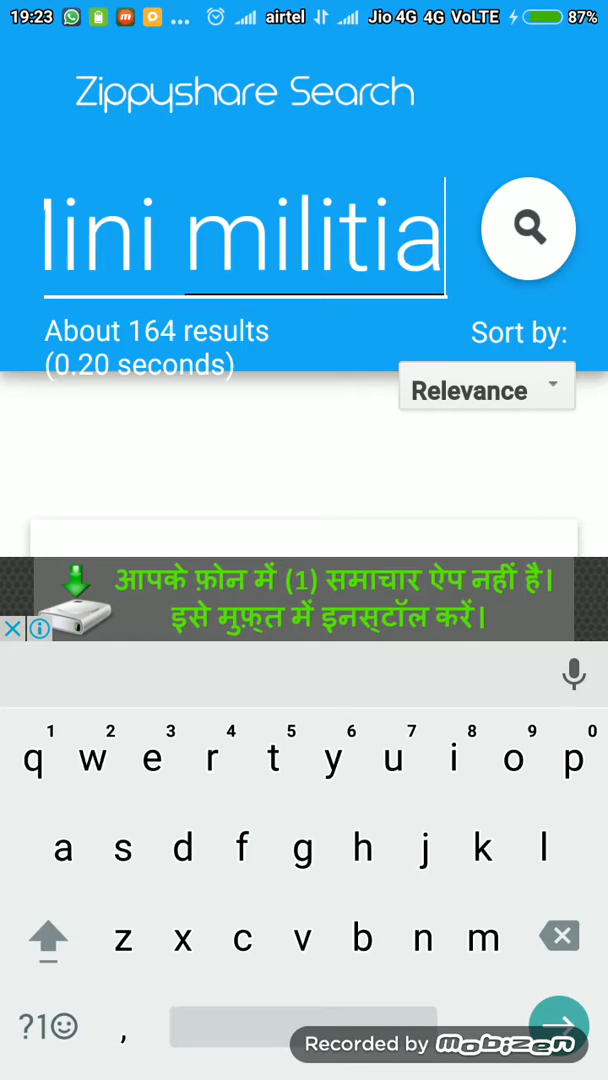 19:23 ... airtel Jio 4G 4G VoLTE 87%
Zippyshare Search
lini militia
About 164 results
(0.20 seconds)
Sort by:
Relevance
आपके फ़ोन में (1) समाचार ऐप नहीं है।
इसे मुफ़्त में इनस्टॉल करें।
1 2 3 4 5 6 7 8 9 0
q w e r t y u i o p
a s d f g h j k l
z x c v b n m
?1 ,
Recorded by mobizen